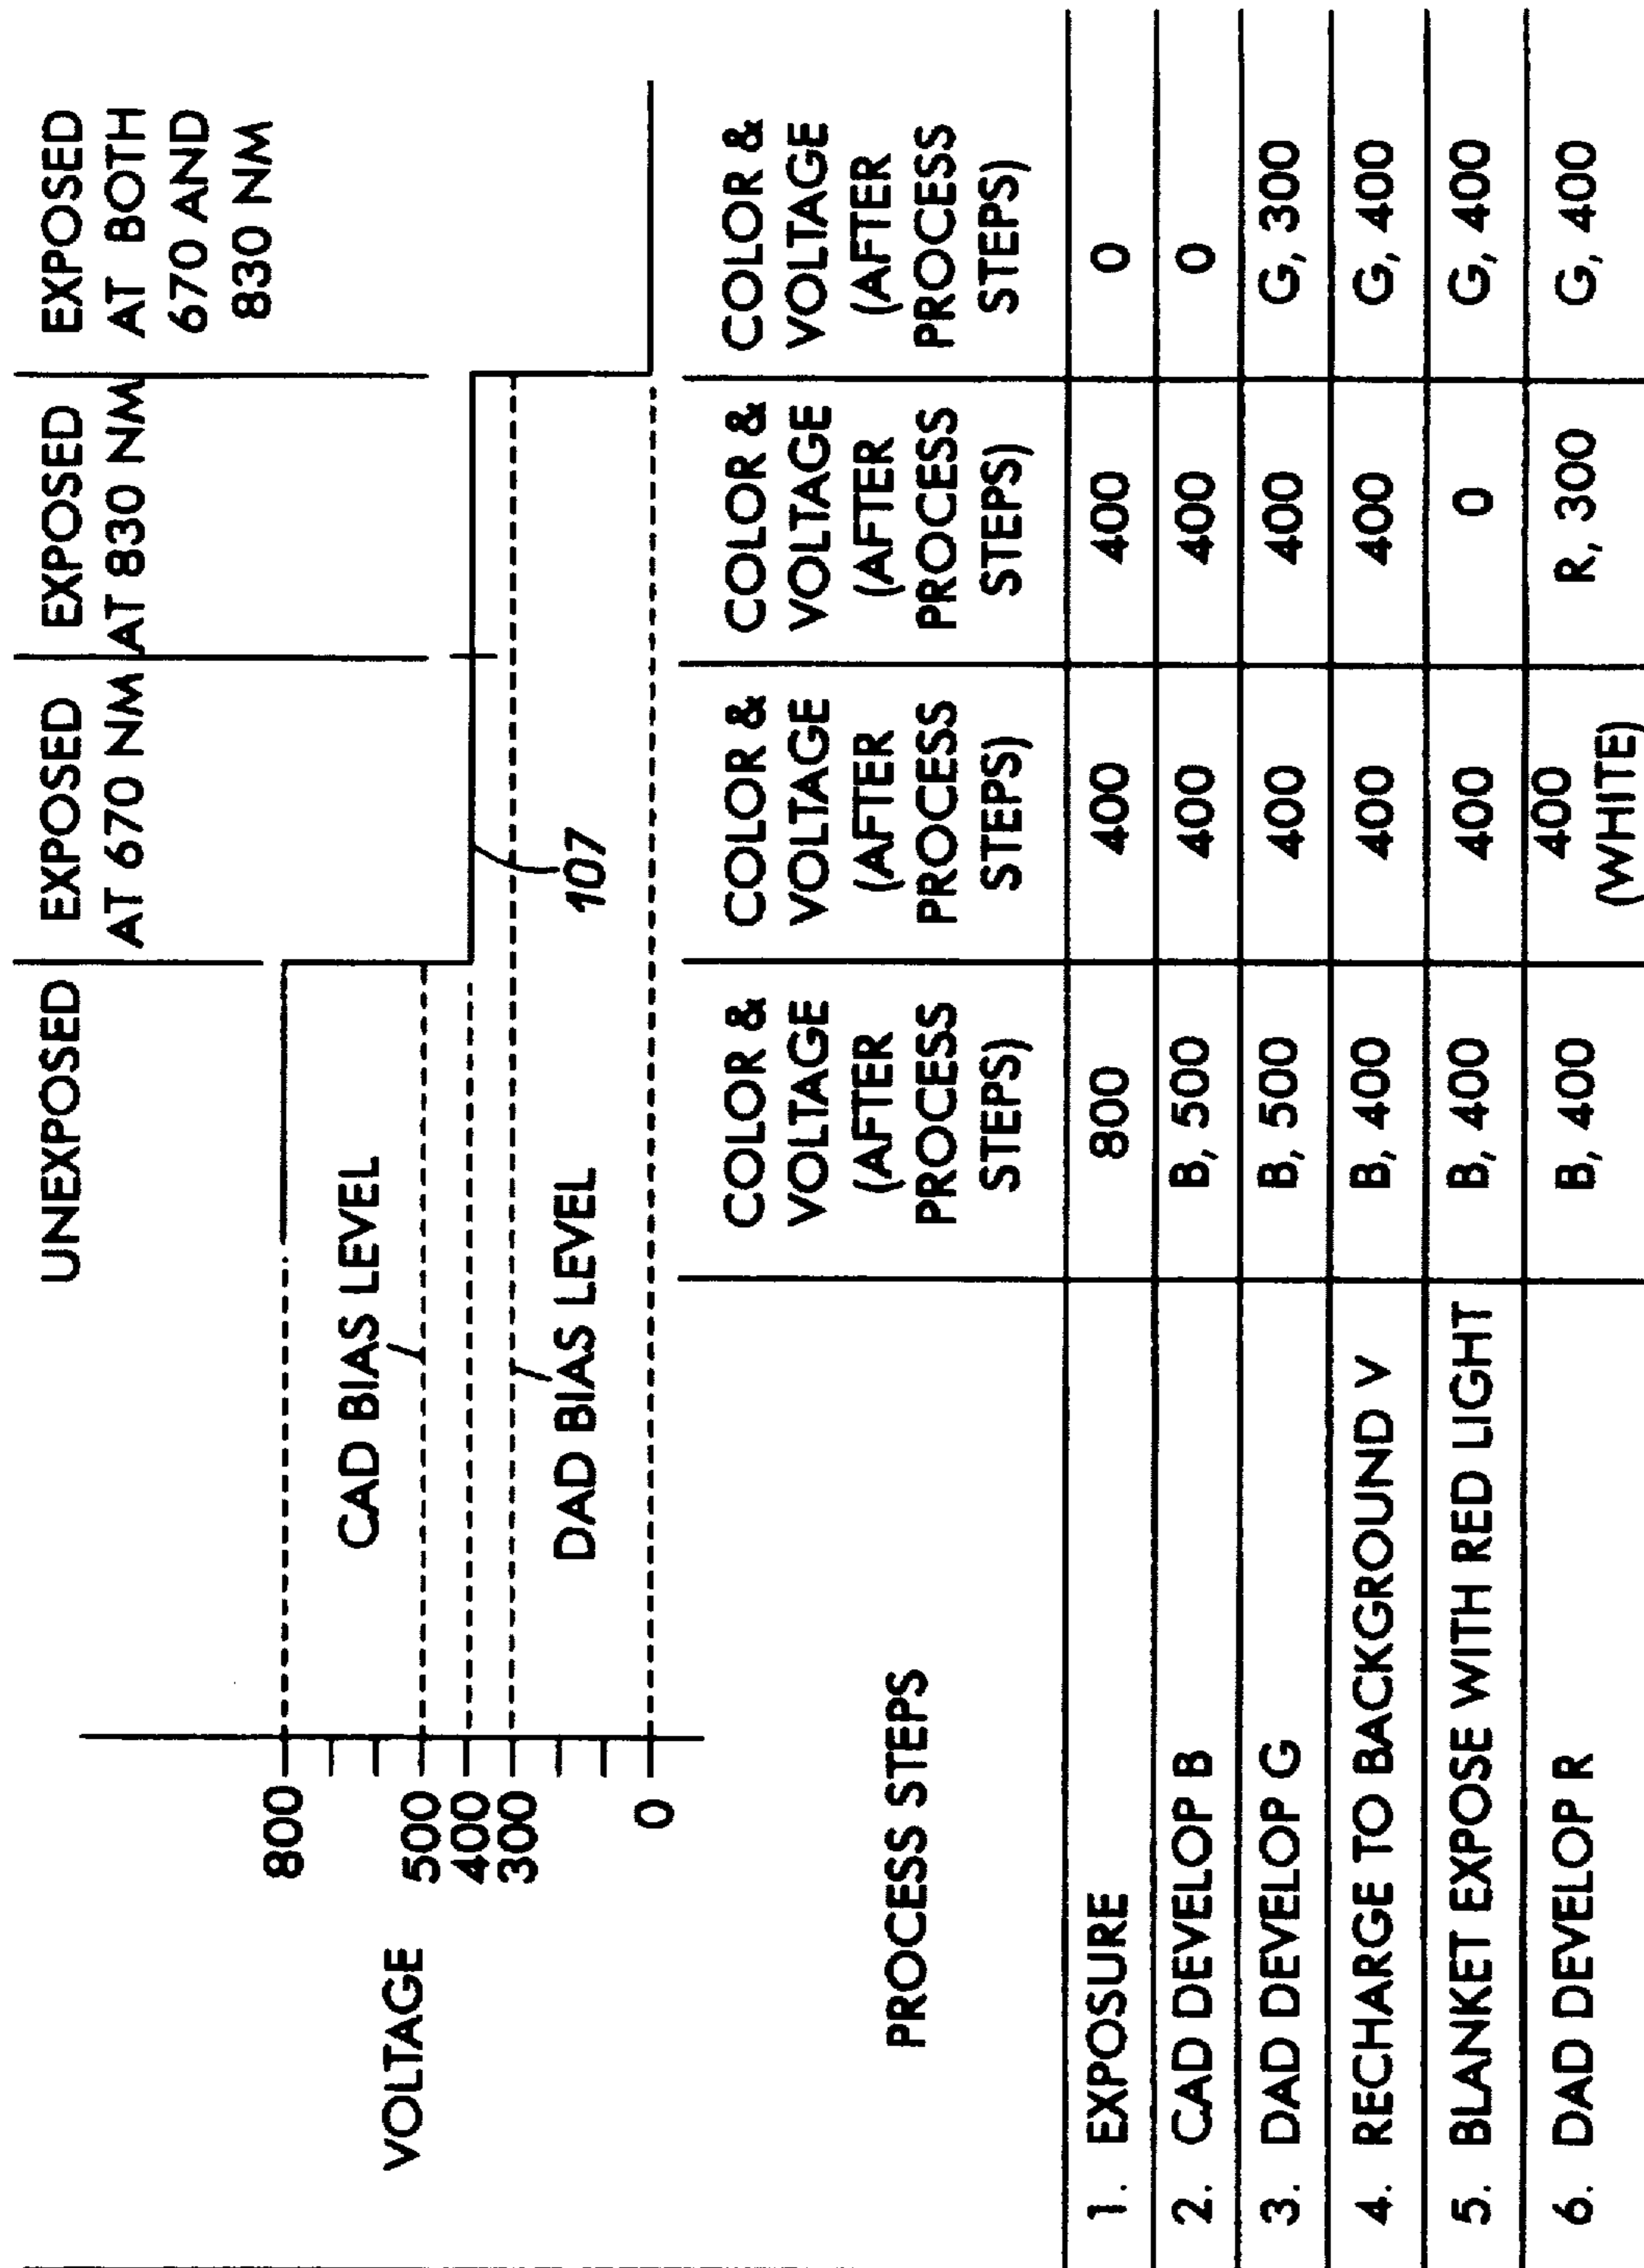 UNEXPOSED
EXPOSED
AT 670 NM
EXPOSED
AT 830 NM
EXPOSED
AT BOTH
670 AND
830 NM
VOLTAGE
800
500
400
300
0
CAD BIAS LEVEL
DAD BIAS LEVEL
107
PROCESS STEPS
COLOR &
VOLTAGE
(AFTER
PROCESS
STEPS)
COLOR &
VOLTAGE
(AFTER
PROCESS
STEPS)
COLOR &
VOLTAGE
(AFTER
PROCESS
STEPS)
COLOR &
VOLTAGE
(AFTER
PROCESS
STEPS)
1. EXPOSURE 800 400 400 0
2. CAD DEVELOP B B, 500 400 400 0
3. DAD DEVELOP G B, 500 400 400 G, 300
4. RECHARGE TO BACKGROUND V B, 400 400 400 G, 400
5. BLANKET EXPOSE WITH RED LIGHT B, 400 400 0 G, 400
6. DAD DEVELOP R B, 400 400 R, 300 G, 400
(WHITE)